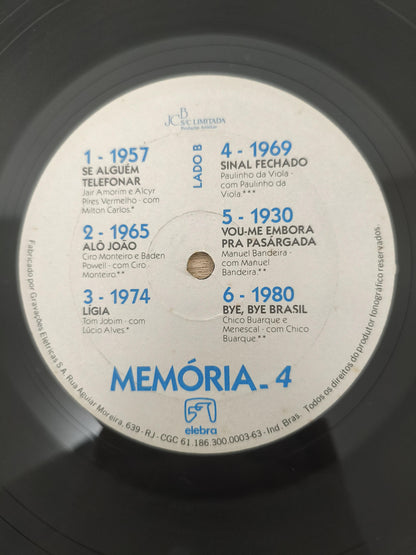 JCB
S/C LIMITADA
1 - 1957
SE ALGUÉM
TELEFONAR
Jair Amorim e Alcyr
Pires Vermelho - com
Milton Carlos.*
2 - 1965
ALÔ JOÃO
Ciro Monteiro e Baden
Powell - com Ciro
Monteiro.**
3 - 1974
LÍGIA
Tom Jobim - com
Lúcio Alves.*
LADO B
4 - 1969
SINAL FECHADO
Paulinho da Viola -
com Paulinho da
Viola.***
5 - 1930
VOU-ME EMBORA
PRA PASÁRGADA
Manuel Bandeira -
com Manuel
Bandeira.**
6 - 1980
BYE, BYE BRASIL
Chico Buarque e
Menescal - com Chico
Buarque.**
MEMÓRIA - 4
elebra
Fabricado por Gravações Elétricas S.A. Rua Aguiar Moreira, 639 - RJ - CGC 61.186.300.0003-63 - Ind. Bras. Todos os direitos do produtor fonográfico reservados.